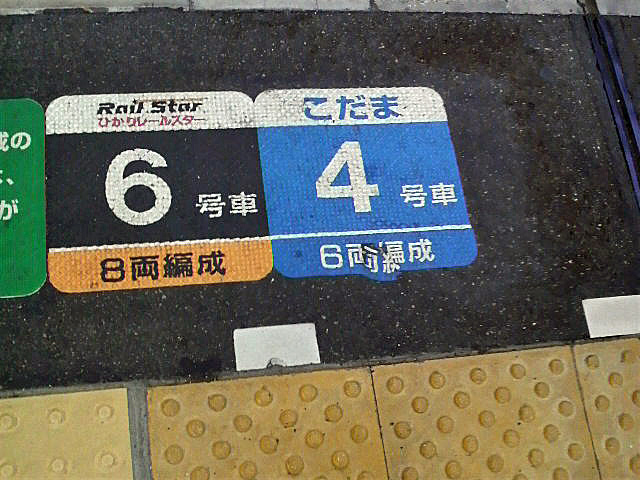 成の
、
が
Rail Star
ひかりレールスター
6号車
8両編成
こだま
4号車
6両編成